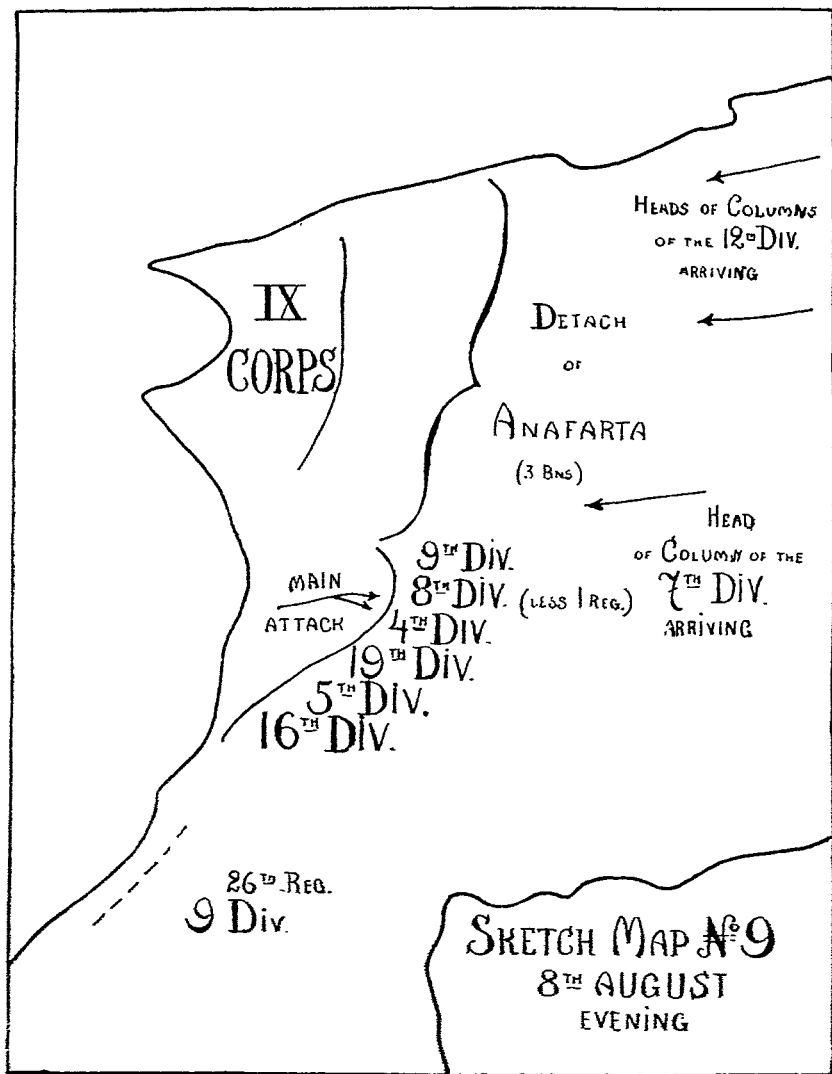 HEADS OF COLUMNS
OF THE 12TH DIV.
ARRIVING
IX
CORPS
DETACH
OF
ANAFARTA
(3 BNS)
HEAD
OF COLUMN OF THE
7TH DIV.
ARRIVING
MAIN
ATTACK
9TH DIV.
8TH DIV. (LESS 1 REG.)
4TH DIV.
19TH DIV.
5TH DIV.
16TH DIV.
26TH REG.
9 DIV.
SKETCH MAP No 9
8TH AUGUST
EVENING